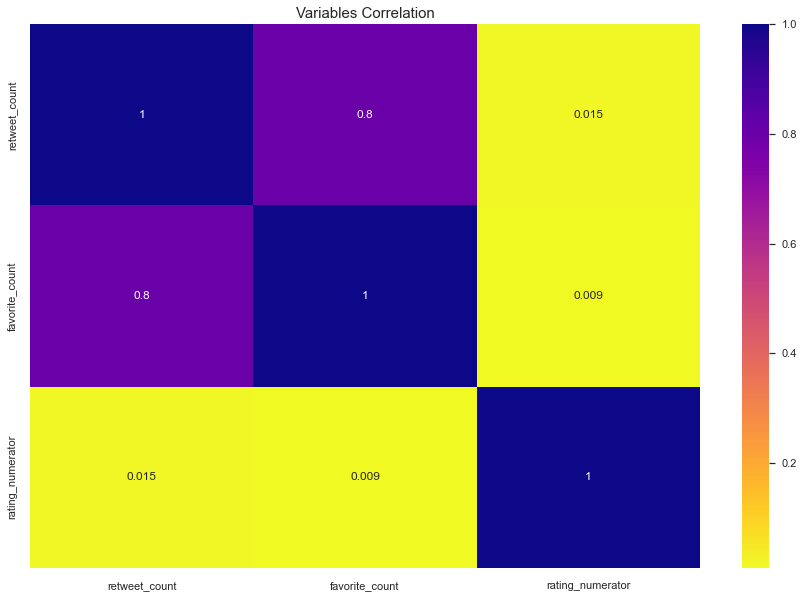 Variables Correlation
retweet_count
1
0.8
0.015
favorite_count
0.8
1
0.009
rating_numerator
0.015
0.009
1
retweet_count
favorite_count
rating_numerator
1.0
0.8
0.6
0.4
0.2